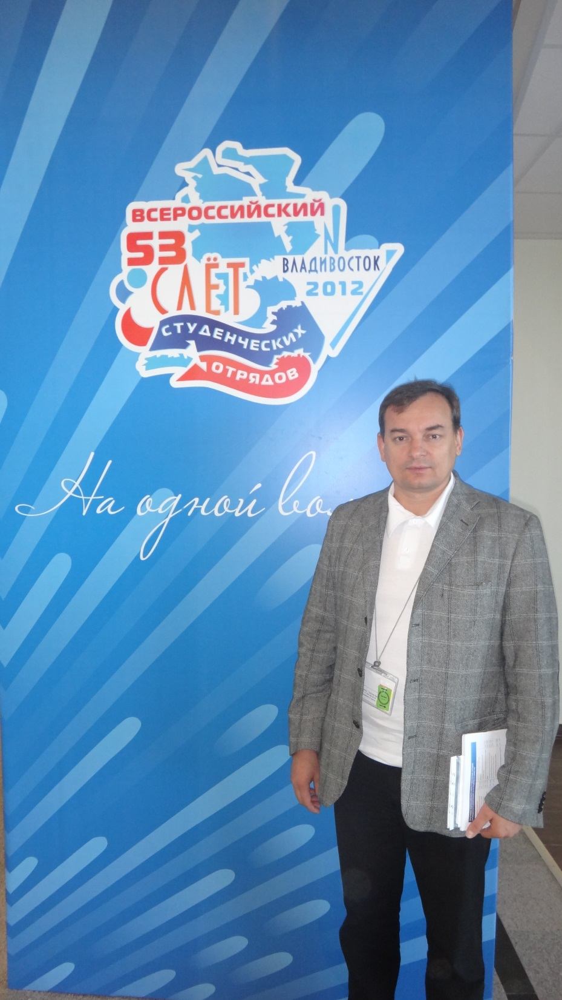 ВСЕРОССИЙСКИЙ
53
СЛЁТ
N
ВЛАДИВОСТОК
2012
СТУДЕНЧЕСКИХ
ОТРЯДОВ
На одной